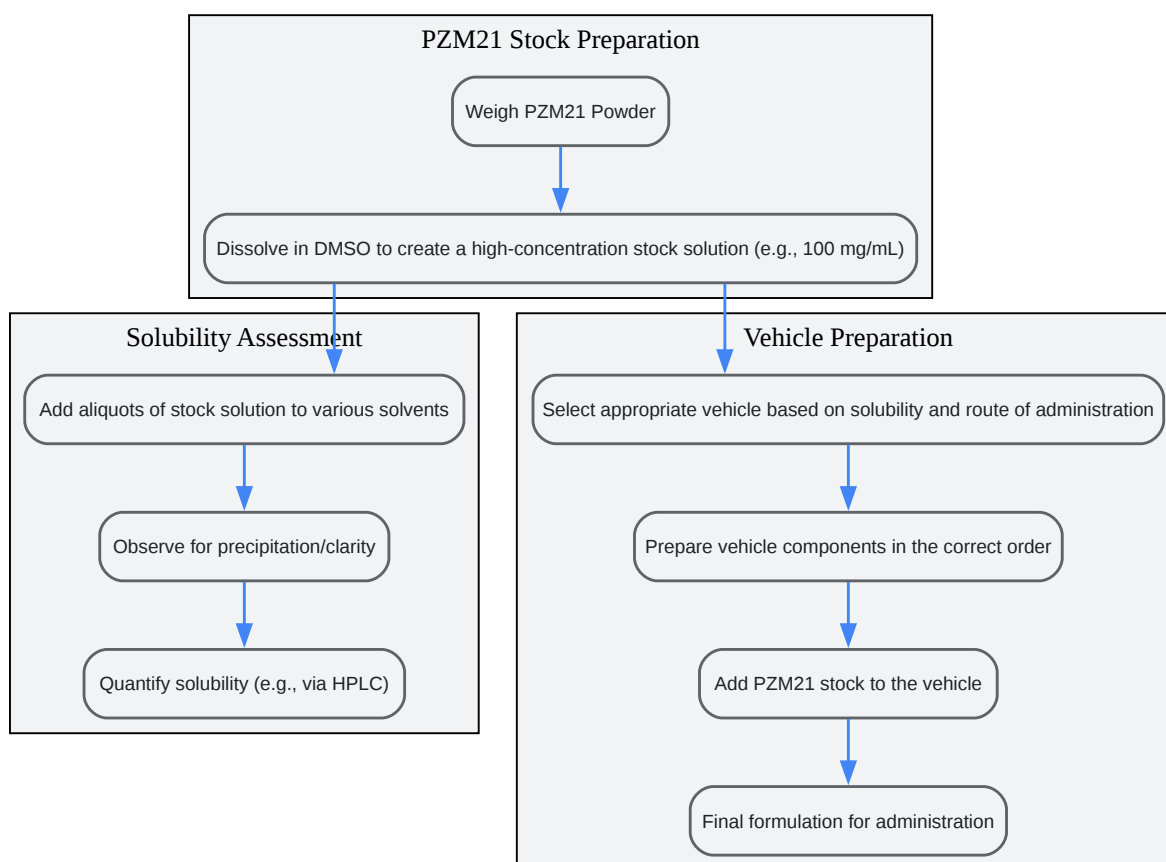 PZM21 Stock Preparation
Weigh PZM21 Powder
Dissolve in DMSO to create a high-concentration stock solution (e.g., 100 mg/mL)
Solubility Assessment
Add aliquots of stock solution to various solvents
Observe for precipitation/clarity
Quantify solubility (e.g., via HPLC)
Vehicle Preparation
Select appropriate vehicle based on solubility and route of administration
Prepare vehicle components in the correct order
Add PZM21 stock to the vehicle
Final formulation for administration